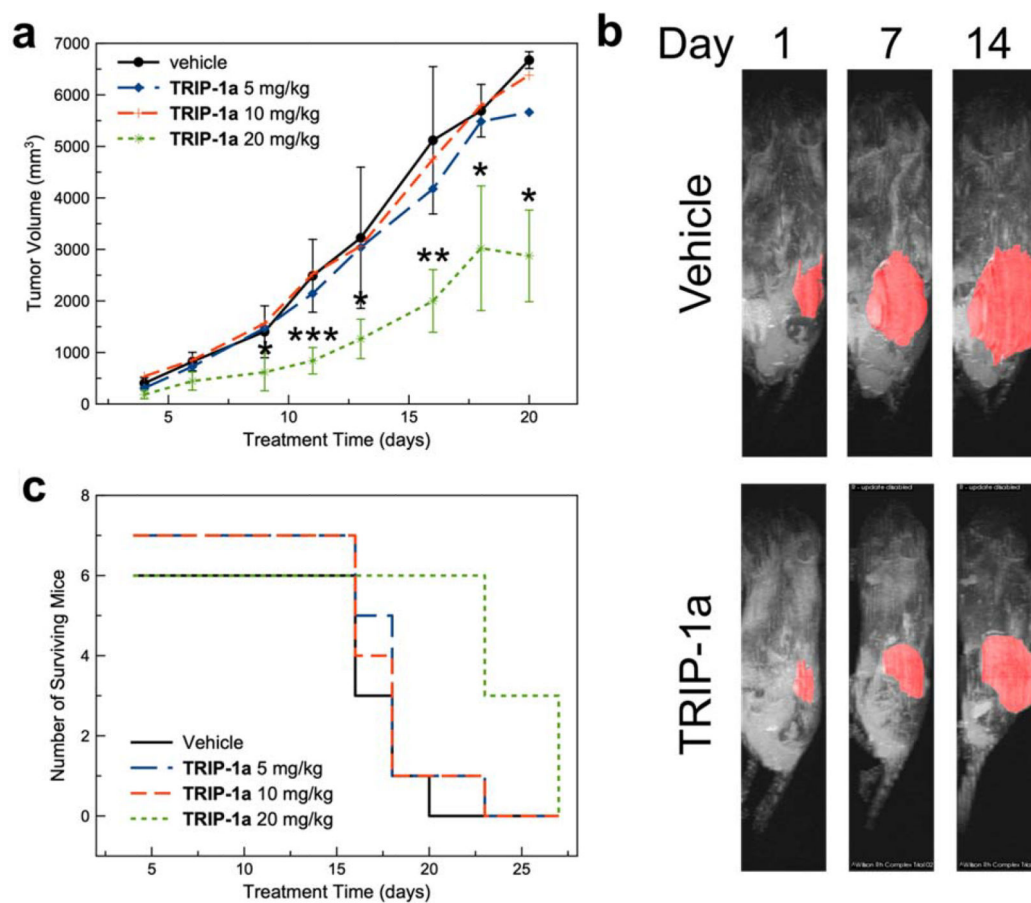 a
Tumor Volume (mm³)
7000
6000
5000
4000
3000
2000
1000
0
vehicle
TRIP-1a 5 mg/kg
TRIP-1a 10 mg/kg
TRIP-1a 20 mg/kg
*
***
*
**
*
*
5 10 15 20
Treatment Time (days)
b
Day 1 7 14
Vehicle
TRIP-1a
c
Number of Surviving Mice
8
6
4
2
0
Vehicle
TRIP-1a 5 mg/kg
TRIP-1a 10 mg/kg
TRIP-1a 20 mg/kg
5 10 15 20 25
Treatment Time (days)